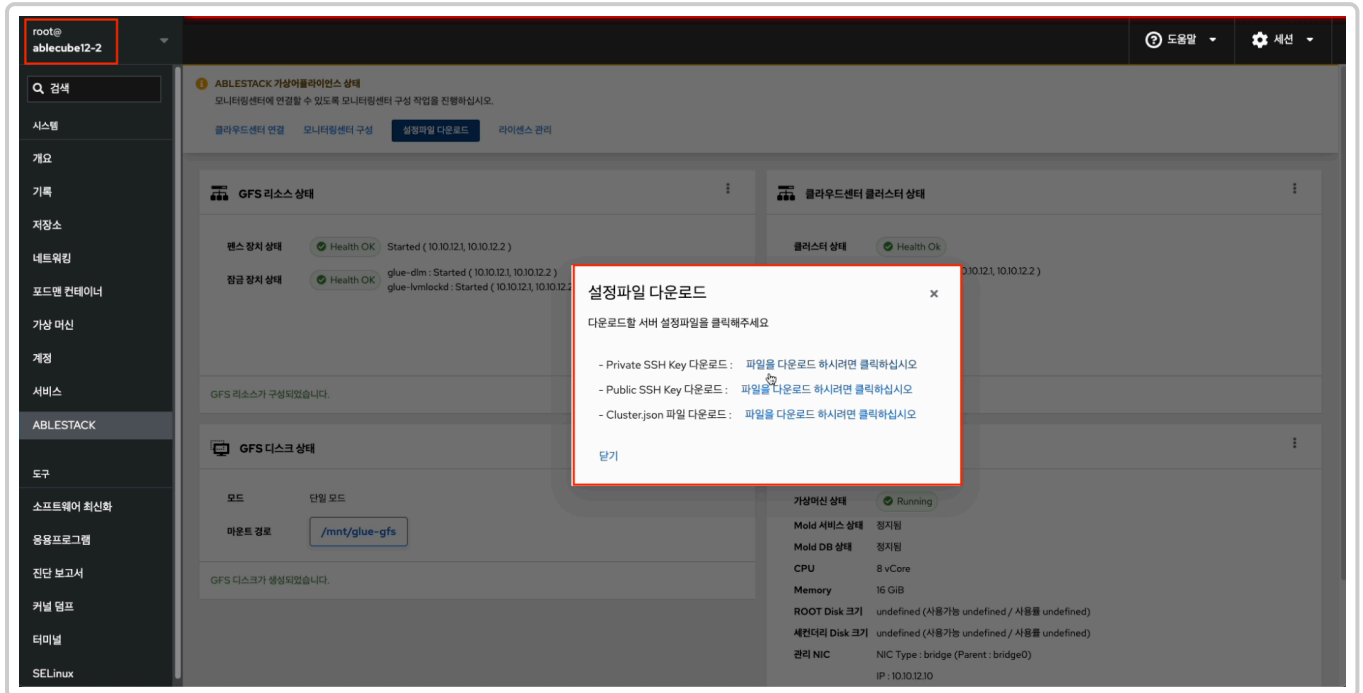 root@
ablecube12-2
도움말
세션
검색
시스템
개요
기록
저장소
네트워킹
포드맨 컨테이너
가상 머신
계정
서비스
ABLESTACK
도구
소프트웨어 최신화
응용프로그램
진단 보고서
커널 덤프
터미널
SELinux
ABLESTACK 가상어플라이언스 상태
모니터링센터에 연결할 수 있도록 모니터링센터 구성 작업을 진행하십시오.
클라우드센터 연결 모니터링센터 구성 설정파일 다운로드 라이센스 관리
GFS 리소스 상태
펜스 장치 상태 Health OK Started ( 10.10.12.1, 10.10.12.2 )
잠금 장치 상태 Health OK glue-dlm : Started ( 10.10.12.1, 10.10.12.2 )
glue-lvmlockd : Started ( 10.10.12.1, 10.10.12.2
GFS 리소스가 구성되었습니다.
클라우드센터 클러스터 상태
클러스터 상태 Health Ok
10.10.12.1, 10.10.12.2 )
설정파일 다운로드
다운로드할 서버 설정파일을 클릭해주세요
- Private SSH Key 다운로드 : 파일을 다운로드 하시려면 클릭하십시오
- Public SSH Key 다운로드 : 파일을 다운로드 하시려면 클릭하십시오
- Cluster.json 파일 다운로드 : 파일을 다운로드 하시려면 클릭하십시오
닫기
GFS 디스크 상태
모드 단일 모드
마운트 경로 /mnt/glue-gfs
GFS 디스크가 생성되었습니다.
가상머신 상태 Running
Mold 서비스 상태 정지됨
Mold DB 상태 정지됨
CPU 8 vCore
Memory 16 GiB
ROOT Disk 크기 undefined (사용가능 undefined / 사용률 undefined)
세컨더리 Disk 크기 undefined (사용가능 undefined / 사용률 undefined)
관리 NIC NIC Type : bridge (Parent : bridge0)
IP : 10.10.12.10